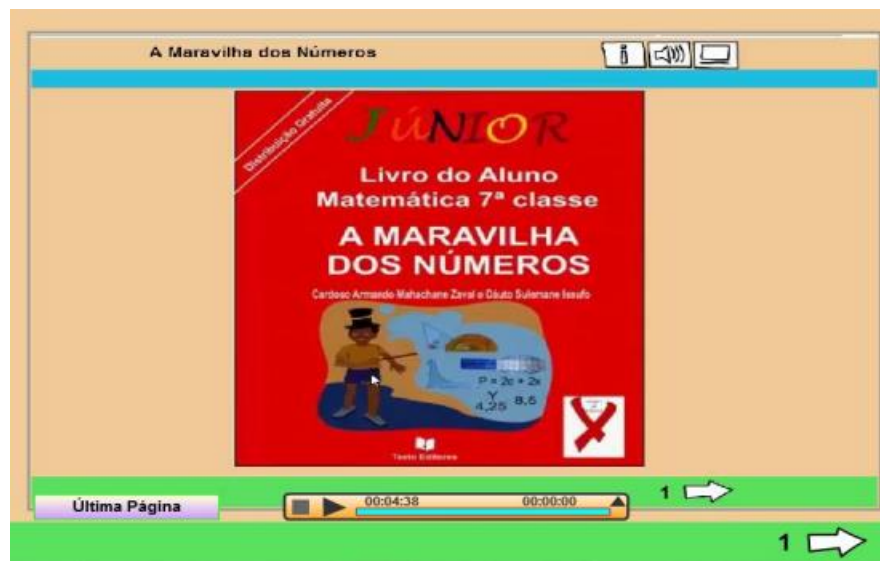 A Maravilha dos Números
Distribuição Gratuita
JÚNIOR
Livro do Aluno
Matemática 7ª classe
A MARAVILHA
DOS NÚMEROS
Cardoso Armando Mahachane Zaval e Dáuto Sulemane Issufo
P = 2c + 2x
Y
4,25 8,5
Texto Editores
1
Última Página
00:04:38 00:00:00
1